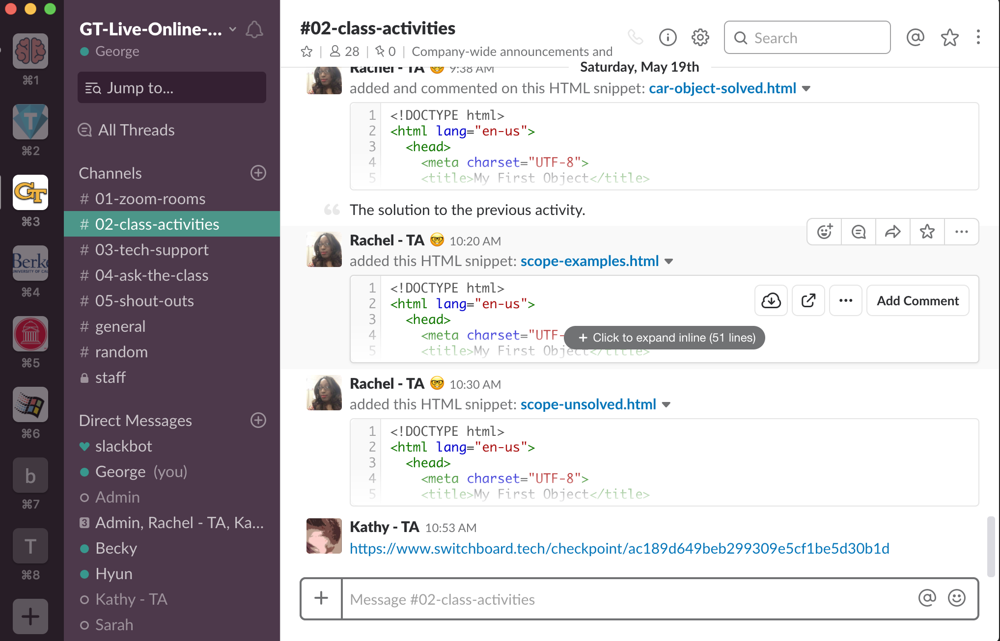 ⌘1
T
⌘2
GT
⌘3
Berke
UNIVERSITY OF CAL
⌘4
⌘5
⌘6
b
⌘7
T
⌘8
GT-Live-Online-...
George
Jump to...
All Threads
Channels
# 01-zoom-rooms
# 02-class-activities
# 03-tech-support
# 04-ask-the-class
# 05-shout-outs
# general
# random
staff
Direct Messages
slackbot
George (you)
Admin
3 Admin, Rachel - TA, Ka...
Becky
Hyun
Kathy - TA
Sarah
#02-class-activities
28 | 0 | Company-wide announcements and
Search
Saturday, May 19th
Rachel - TA 9:38 AM
added and commented on this HTML snippet: car-object-solved.html
1 <!DOCTYPE html>
2 <html lang="en-us">
3 <head>
4 <meta charset="UTF-8">
5 <title>My First Object</title>
The solution to the previous activity.
Rachel - TA 10:20 AM
added this HTML snippet: scope-examples.html
1 <!DOCTYPE html>
2 <html lang="en-us">
3 <head>
4 <meta charset="UTF-
5 <title>My First Object</title>
Add Comment
+ Click to expand inline (51 lines)
Rachel - TA 10:30 AM
added this HTML snippet: scope-unsolved.html
1 <!DOCTYPE html>
2 <html lang="en-us">
3 <head>
4 <meta charset="UTF-8">
5 <title>My First Object</title>
Kathy - TA 10:53 AM
https://www.switchboard.tech/checkpoint/ac189d649beb299309e5cf1be5d30b1d
Message #02-class-activities